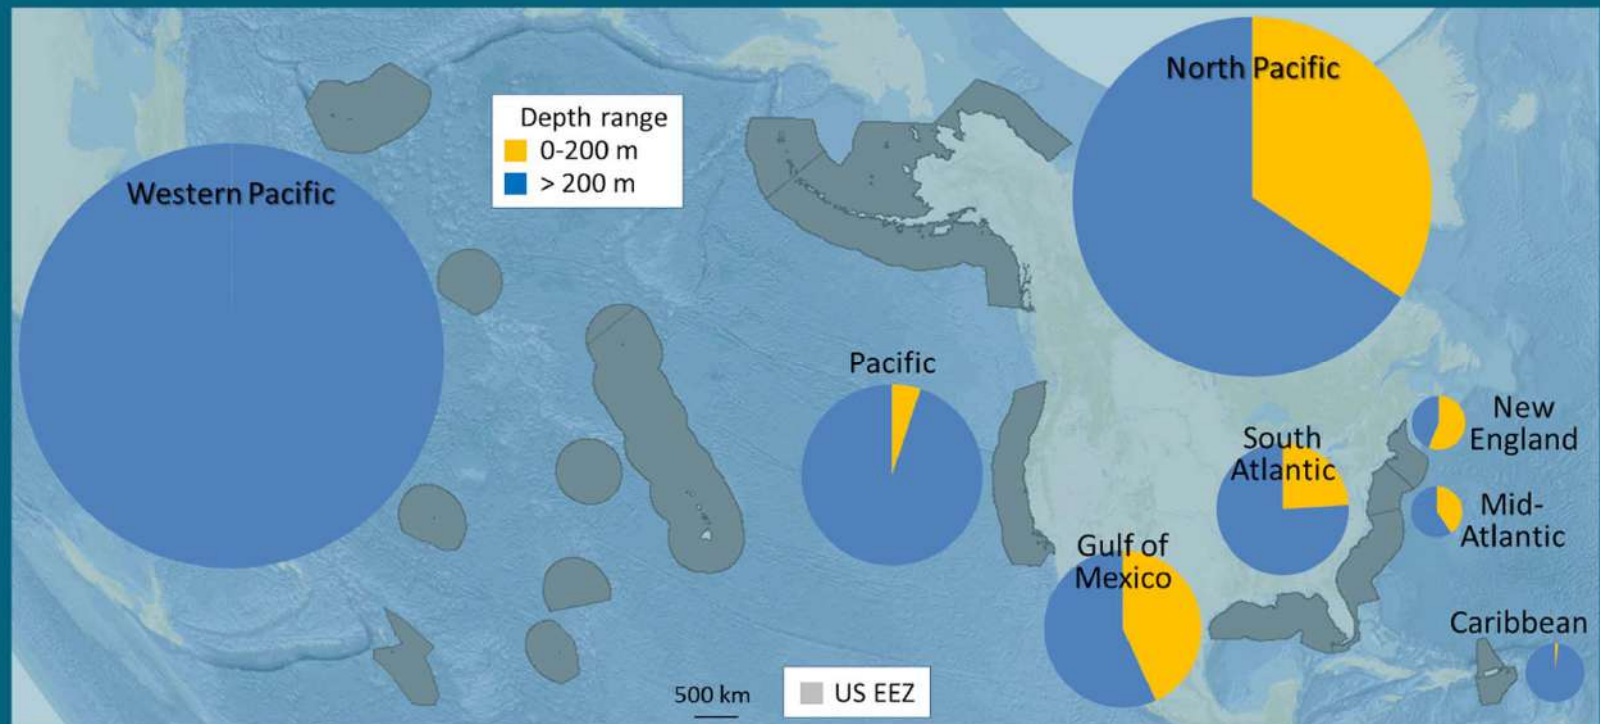 North Pacific
Depth range
0-200 m
> 200 m
Western Pacific
Pacific
New
England
South
Atlantic
Mid-
Atlantic
Gulf of
Mexico
Caribbean
500 km
US EEZ